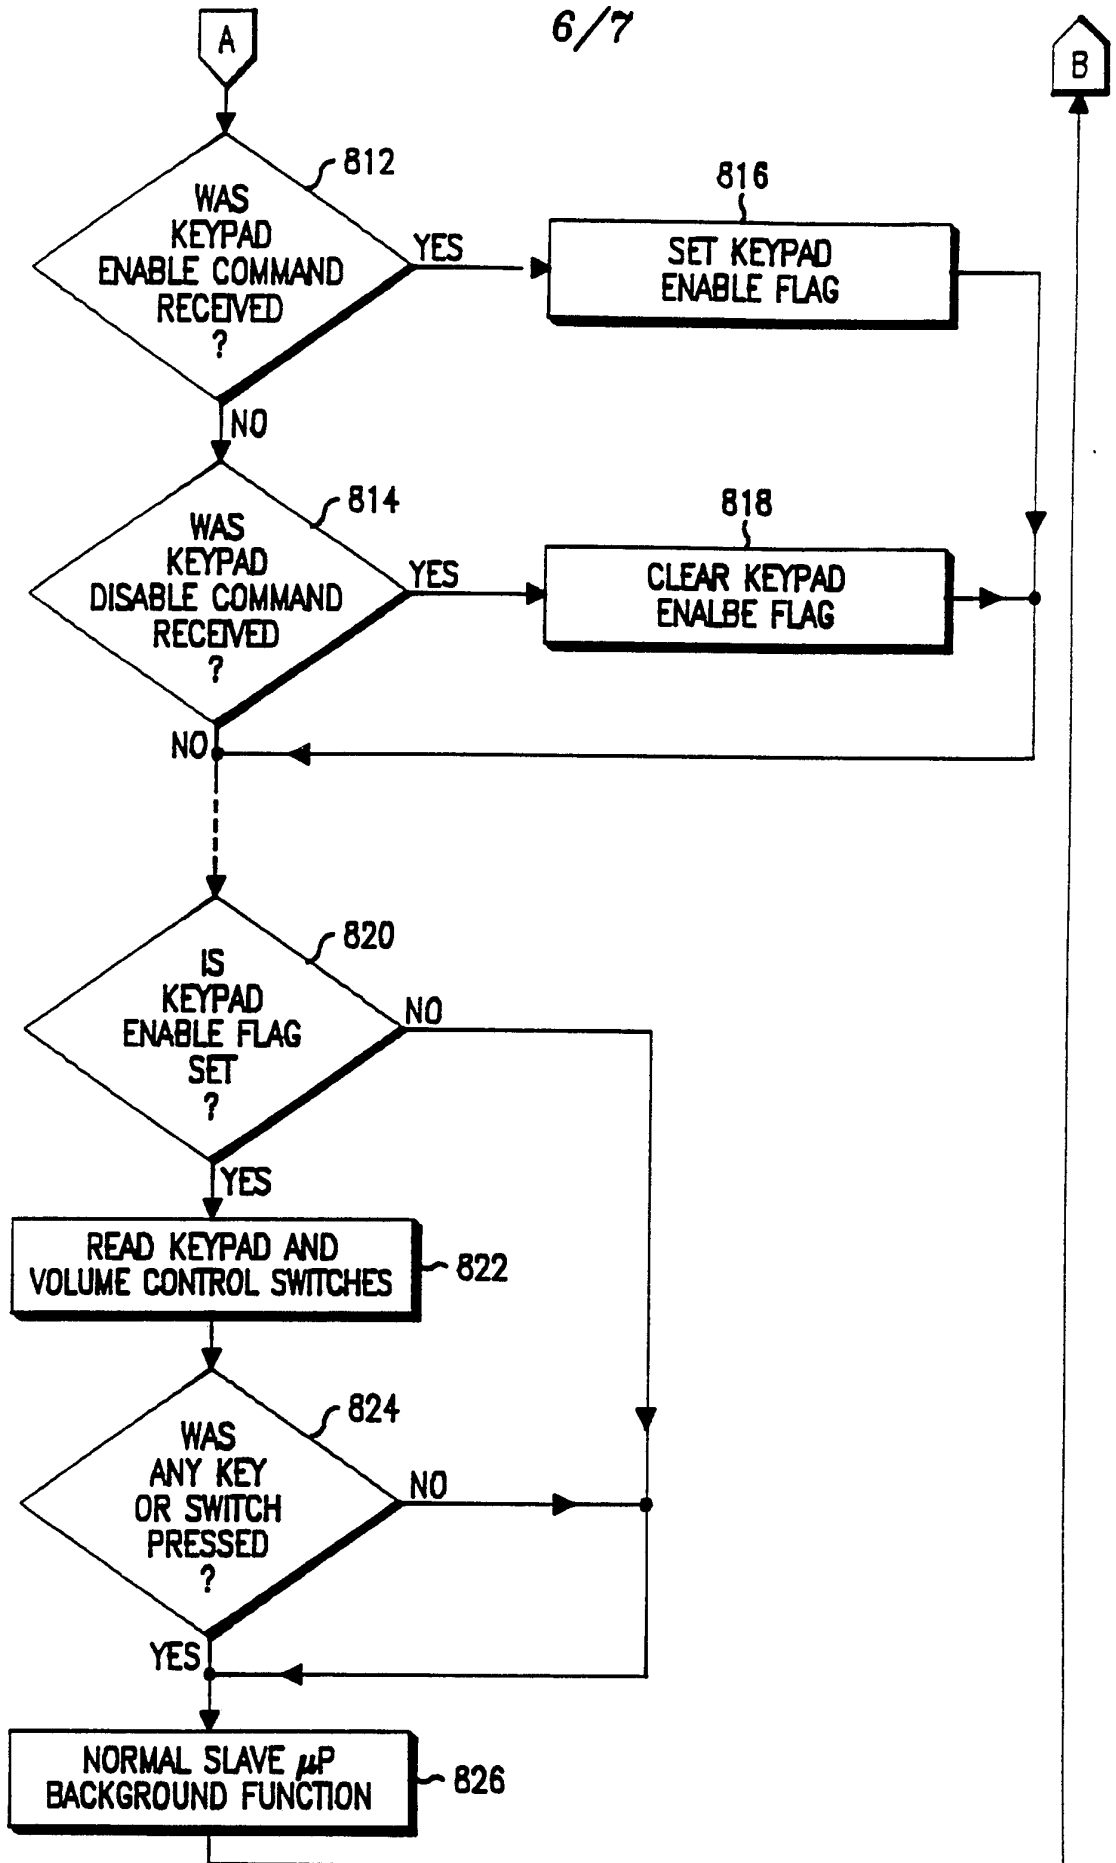 6/7
A
B
812
WAS
KEYPAD
ENABLE COMMAND
RECEIVED
?
YES
816
SET KEYPAD
ENABLE FLAG
NO
814
WAS
KEYPAD
DISABLE COMMAND
RECEIVED
?
YES
818
CLEAR KEYPAD
ENALBE FLAG
NO
820
IS
KEYPAD
ENABLE FLAG
SET
?
NO
YES
READ KEYPAD AND
VOLUME CONTROL SWITCHES
822
824
WAS
ANY KEY
OR SWITCH
PRESSED
?
NO
YES
NORMAL SLAVE µP
BACKGROUND FUNCTION
826